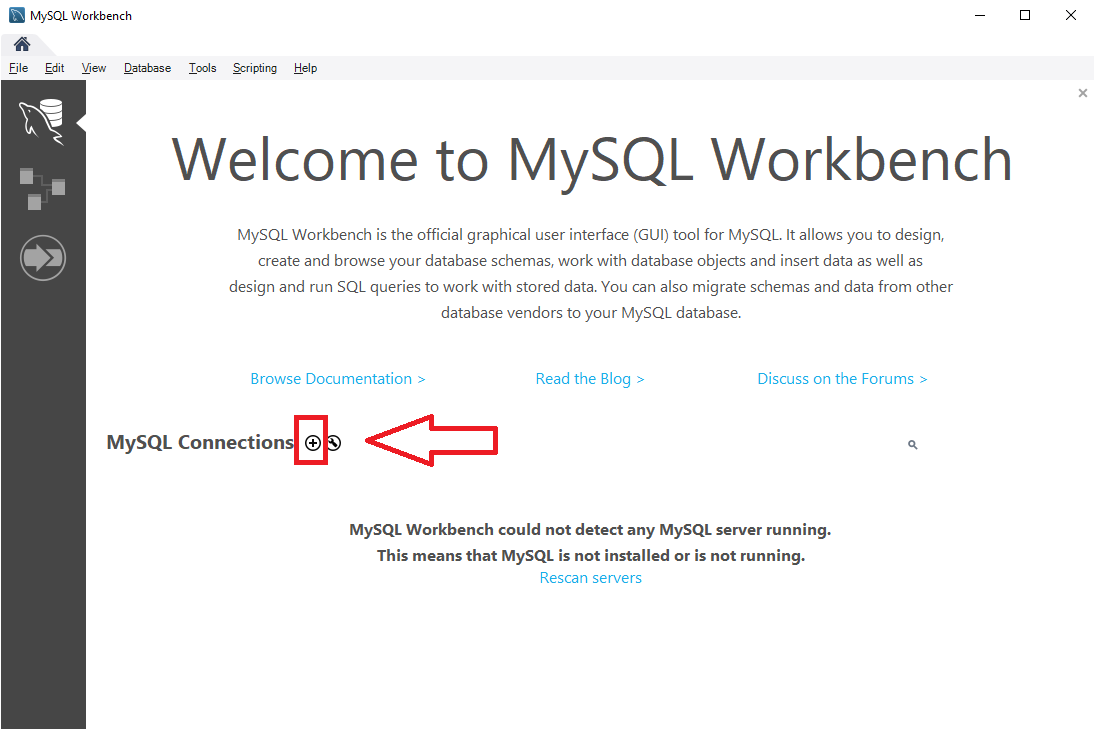 MySQL Workbench
File Edit View Database Tools Scripting Help
Welcome to MySQL Workbench
MySQL Workbench is the official graphical user interface (GUI) tool for MySQL. It allows you to design,
create and browse your database schemas, work with database objects and insert data as well as
design and run SQL queries to work with stored data. You can also migrate schemas and data from other
database vendors to your MySQL database.
Browse Documentation > Read the Blog > Discuss on the Forums >
MySQL Connections
MySQL Workbench could not detect any MySQL server running.
This means that MySQL is not installed or is not running.
Rescan servers